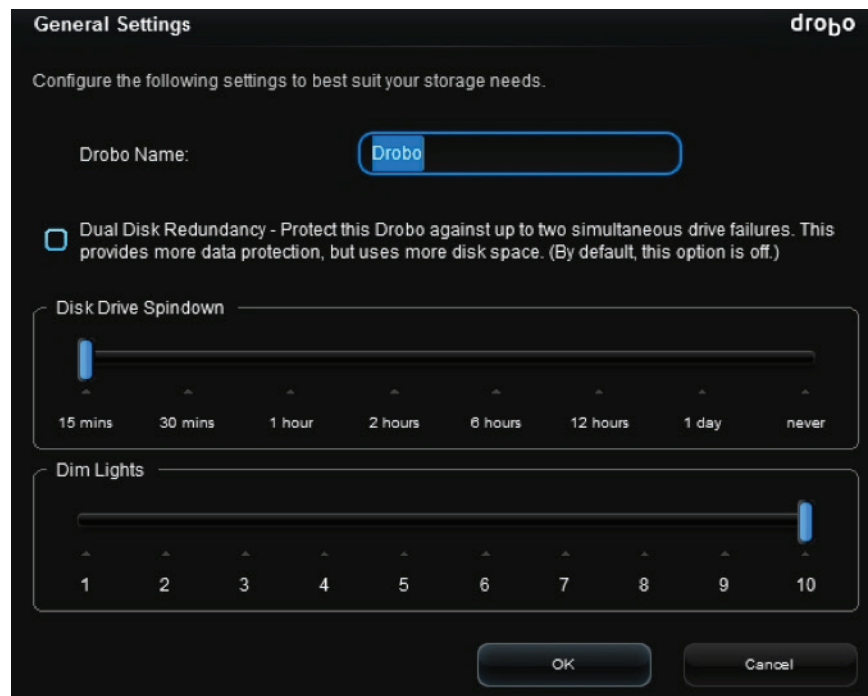 General Settings
drobo
Configure the following settings to best suit your storage needs.
Drobo Name:
Drobo
Dual Disk Redundancy - Protect this Drobo against up to two simultaneous drive failures. This
provides more data protection, but uses more disk space. (By default, this option is off.)
Disk Drive Spindown
15 mins 30 mins 1 hour 2 hours 6 hours 12 hours 1 day never
Dim Lights
1 2 3 4 5 6 7 8 9 10
OK Cancel